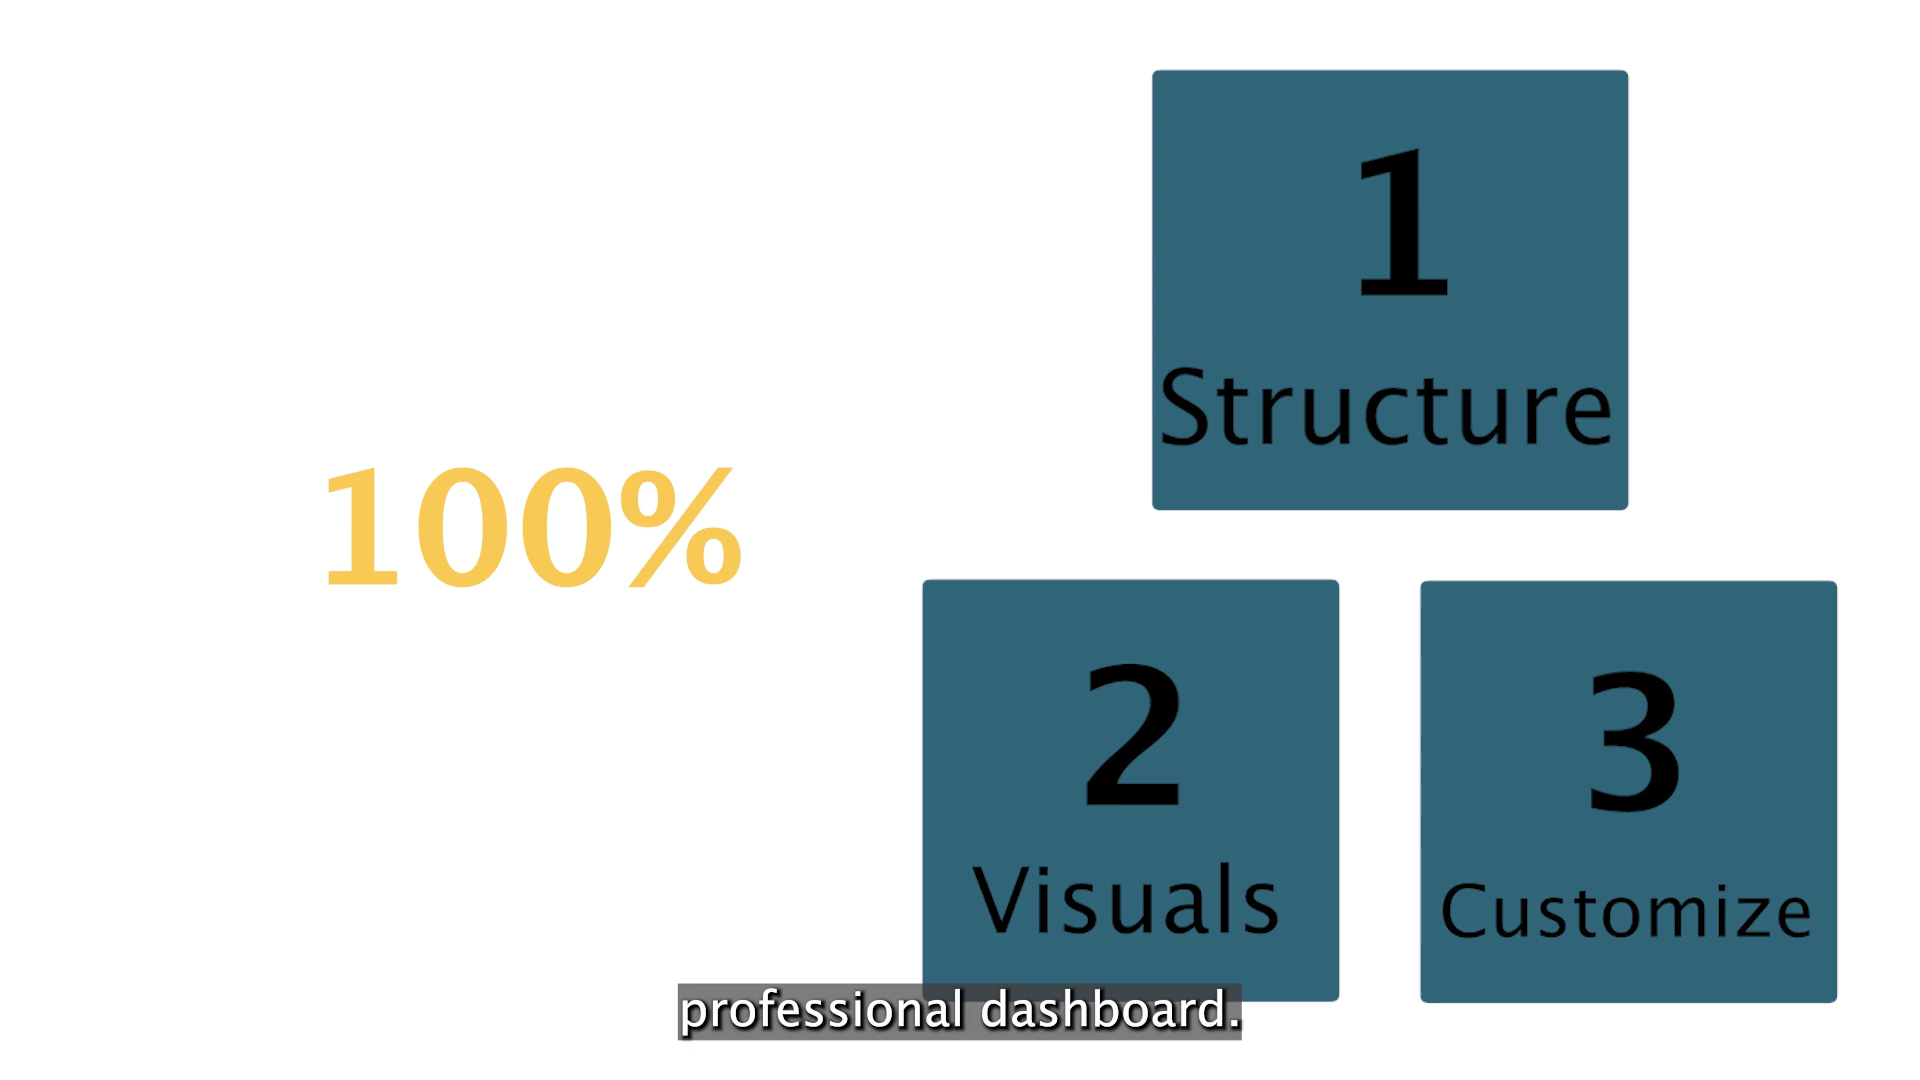 100%
1
Structure
2
Visuals
3
Customize
professional dashboard.